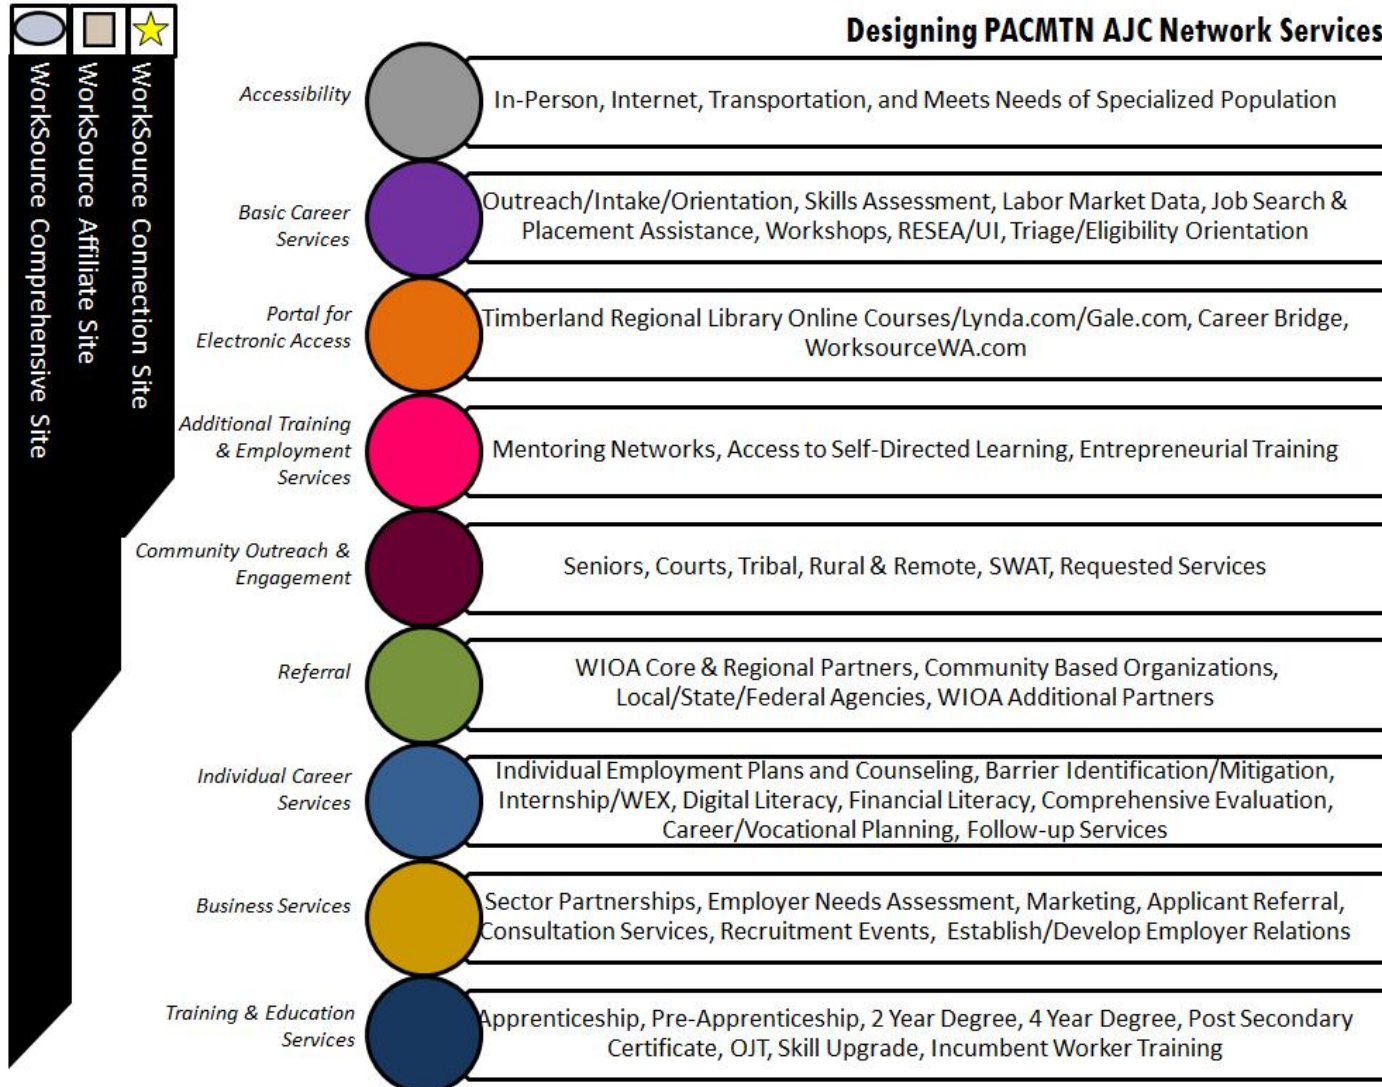 Designing PACMTN AJC Network Services
WorkSource Comprehensive Site
WorkSource Affiliate Site
WorkSource Connection Site
Accessibility
In-Person, Internet, Transportation, and Meets Needs of Specialized Population
Basic Career
Services
Outreach/Intake/Orientation, Skills Assessment, Labor Market Data, Job Search &
Placement Assistance, Workshops, RESEA/UI, Triage/Eligibility Orientation
Portal for
Electronic Access
Timberland Regional Library Online Courses/Lynda.com/Gale.com, Career Bridge,
WorksourceWA.com
Additional Training
& Employment
Services
Mentoring Networks, Access to Self-Directed Learning, Entrepreneurial Training
Community Outreach &
Engagement
Seniors, Courts, Tribal, Rural & Remote, SWAT, Requested Services
Referral
WIOA Core & Regional Partners, Community Based Organizations,
Local/State/Federal Agencies, WIOA Additional Partners
Individual Career
Services
Individual Employment Plans and Counseling, Barrier Identification/Mitigation,
Internship/WEX, Digital Literacy, Financial Literacy, Comprehensive Evaluation,
Career/Vocational Planning, Follow-up Services
Business Services
Sector Partnerships, Employer Needs Assessment, Marketing, Applicant Referral,
Consultation Services, Recruitment Events, Establish/Develop Employer Relations
Training & Education
Services
Apprenticeship, Pre-Apprenticeship, 2 Year Degree, 4 Year Degree, Post Secondary
Certificate, OJT, Skill Upgrade, Incumbent Worker Training